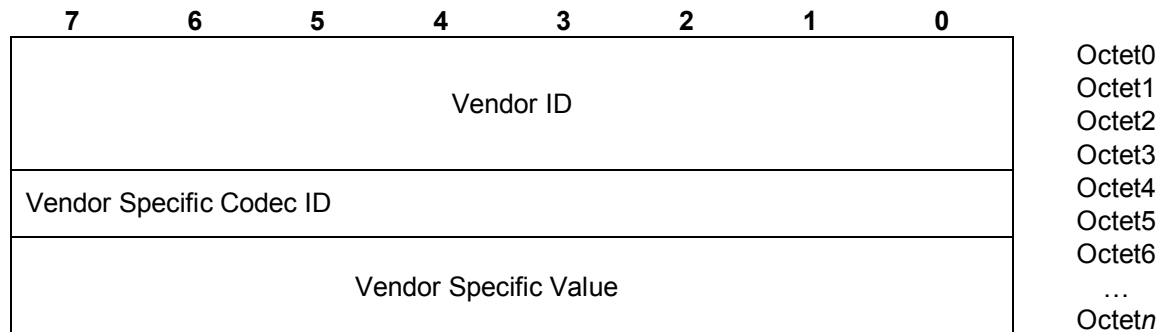 7 6 5 4 3 2 1 0
Octet0
Octet1
Vendor ID
Octet2
Octet3
Octet4
Vendor Specific Codec ID
Octet5
Octet6
Vendor Specific Value
…
Octetn